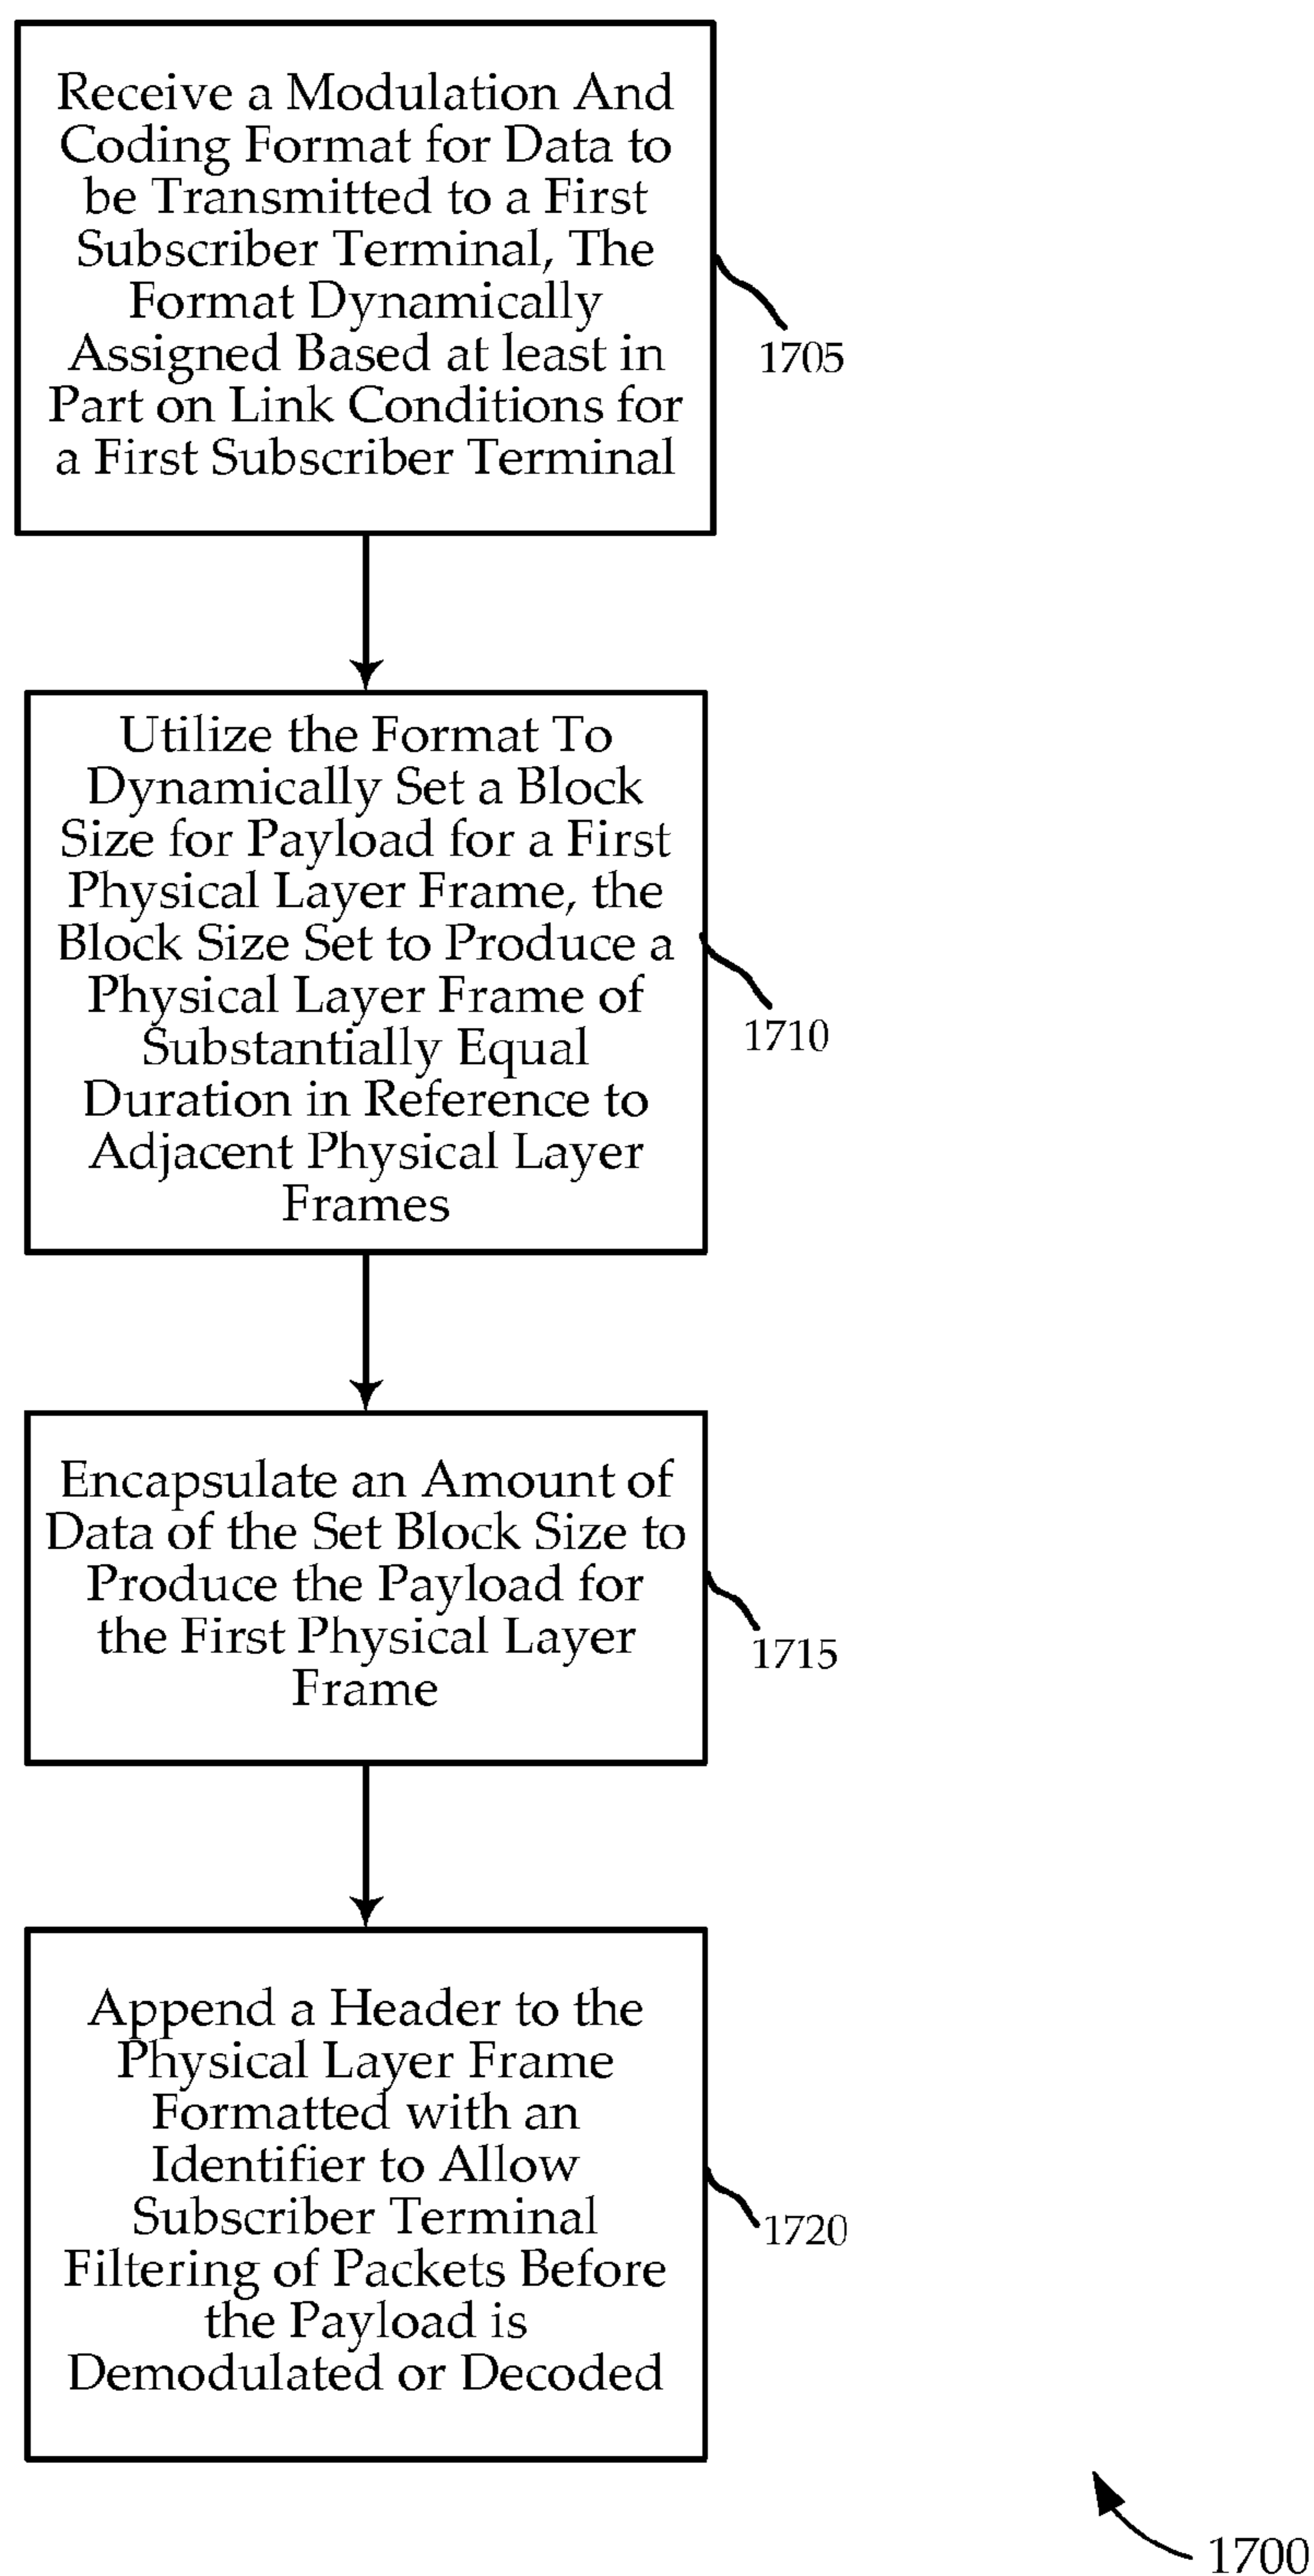 Receive a Modulation And
Coding Format for Data to
be Transmitted to a First
Subscriber Terminal, The
Format Dynamically
Assigned Based at least in
Part on Link Conditions for
a First Subscriber Terminal
1705
Utilize the Format To
Dynamically Set a Block
Size for Payload for a First
Physical Layer Frame, the
Block Size Set to Produce a
Physical Layer Frame of
Substantially Equal
Duration in Reference to
Adjacent Physical Layer
Frames
1710
Encapsulate an Amount of
Data of the Set Block Size to
Produce the Payload for
the First Physical Layer
Frame
1715
Append a Header to the
Physical Layer Frame
Formatted with an
Identifier to Allow
Subscriber Terminal
Filtering of Packets Before
the Payload is
Demodulated or Decoded
1720
1700